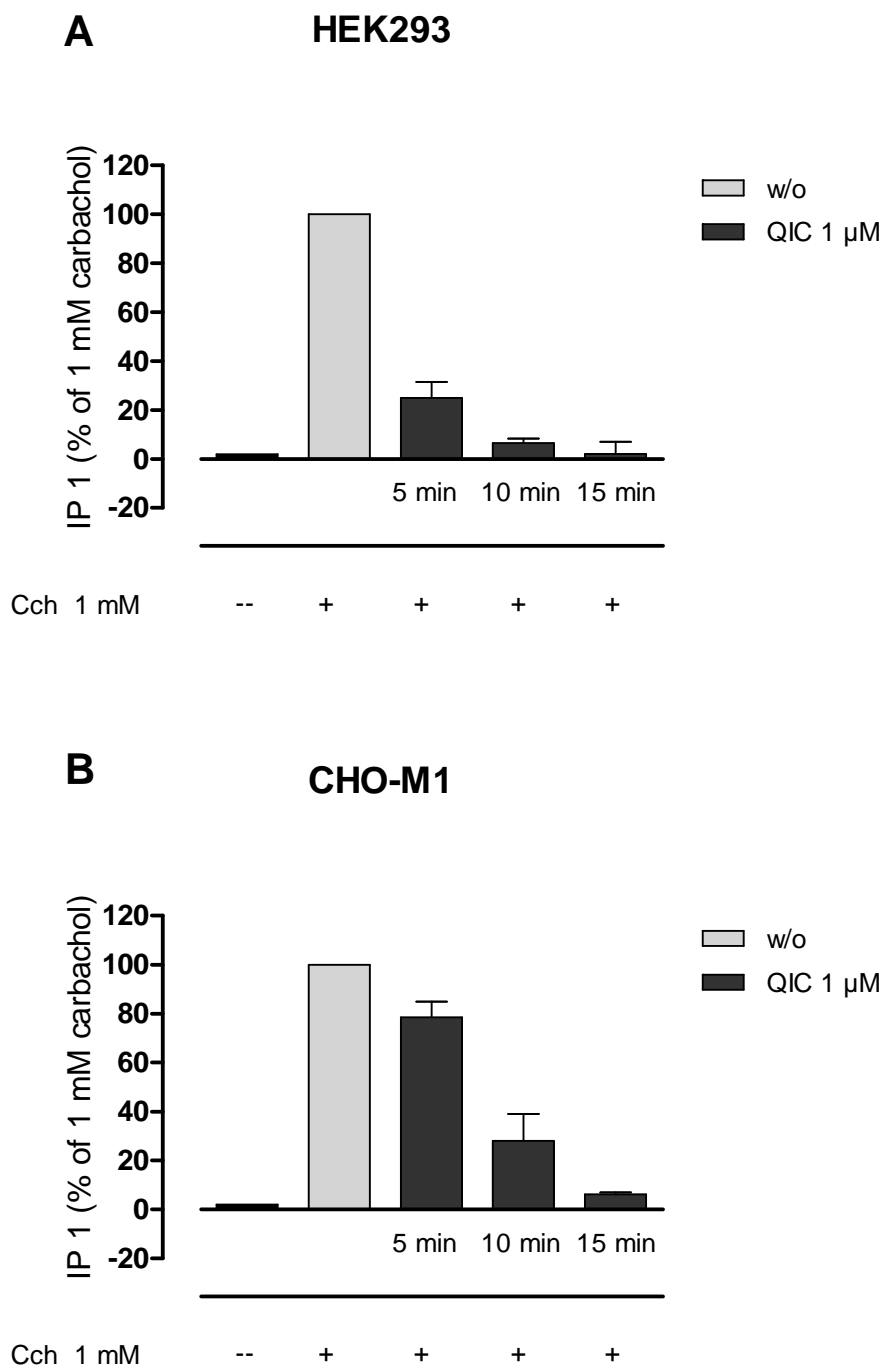 A
HEK293
IP 1 (% of 1 mM carbachol)
120
100
80
60
40
20
0
-20
w/o
QIC 1 µM
5 min 10 min 15 min
Cch 1 mM -- + + + +
B
CHO-M1
IP 1 (% of 1 mM carbachol)
120
100
80
60
40
20
0
-20
w/o
QIC 1 µM
5 min 10 min 15 min
Cch 1 mM -- + + + +